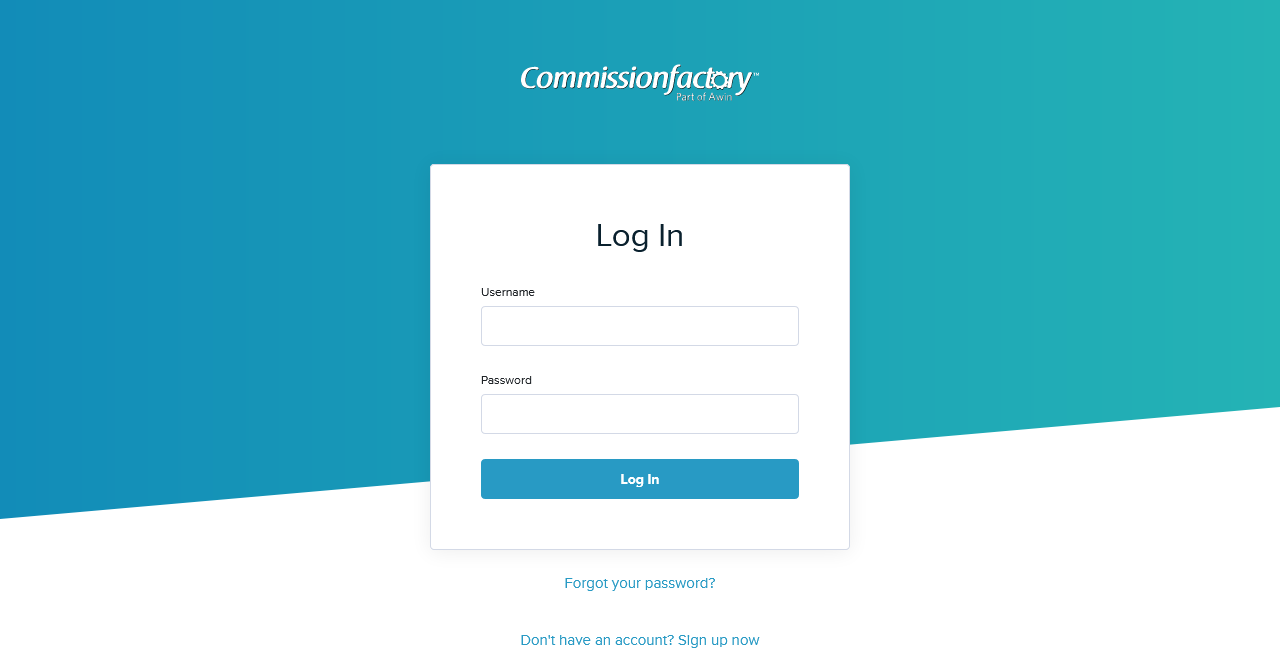 Commissionfactory™
Part of Awin
Log In
Username
Password
Log In
Forgot your password?
Don't have an account? SIgn up now